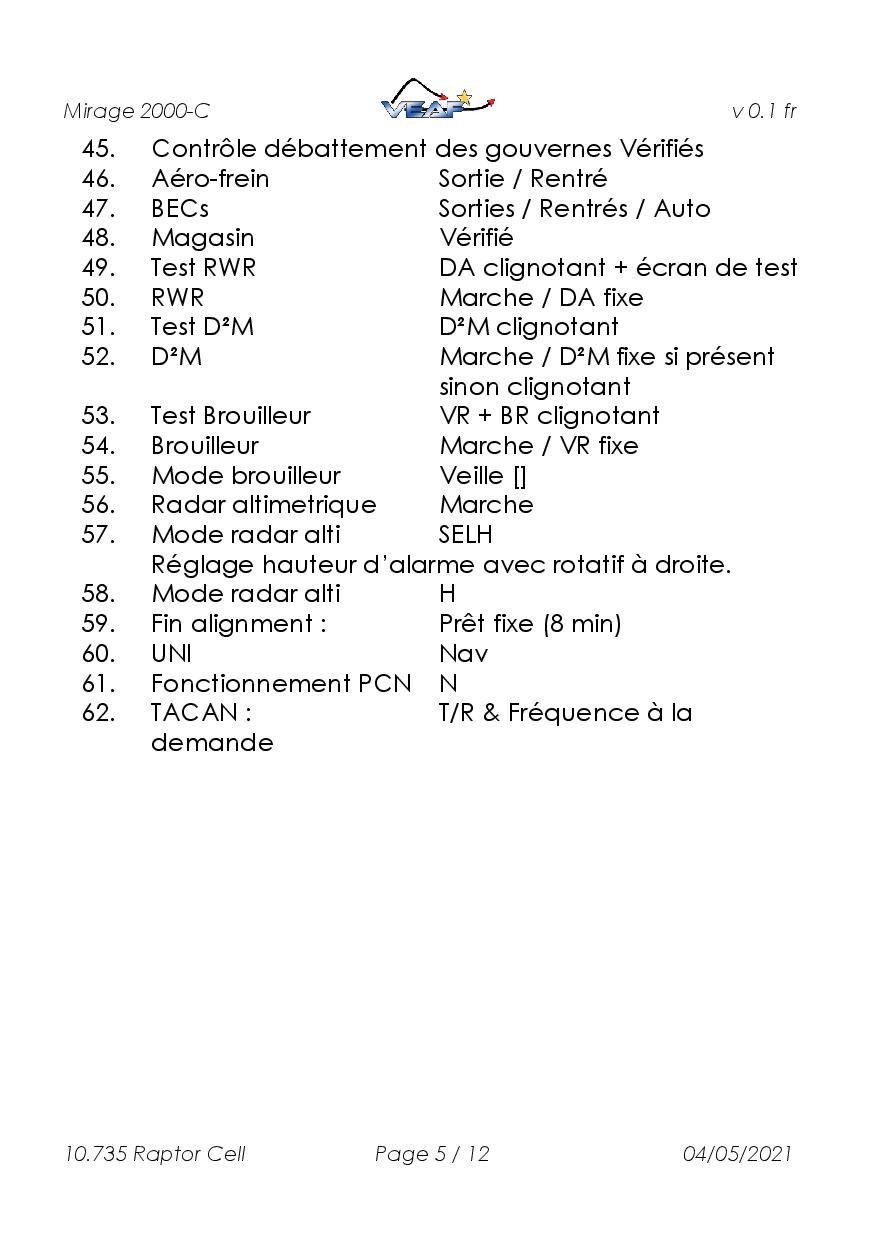 Mirage 2000-C VEAF v 0.1 fr
45. Contrôle débattement des gouvernes Vérifiés
46. Aéro-frein Sortie / Rentré
47. BECs Sorties / Rentrés / Auto
48. Magasin Vérifié
49. Test RWR DA clignotant + écran de test
50. RWR Marche / DA fixe
51. Test D²M D²M clignotant
52. D²M Marche / D²M fixe si présent
sinon clignotant
53. Test Brouilleur VR + BR clignotant
54. Brouilleur Marche / VR fixe
55. Mode brouilleur Veille []
56. Radar altimetrique Marche
57. Mode radar alti SELH
Réglage hauteur d’alarme avec rotatif à droite.
58. Mode radar alti H
59. Fin alignment : Prêt fixe (8 min)
60. UNI Nav
61. Fonctionnement PCN N
62. TACAN : T/R & Fréquence à la
demande
10.735 Raptor Cell Page 5 / 12 04/05/2021